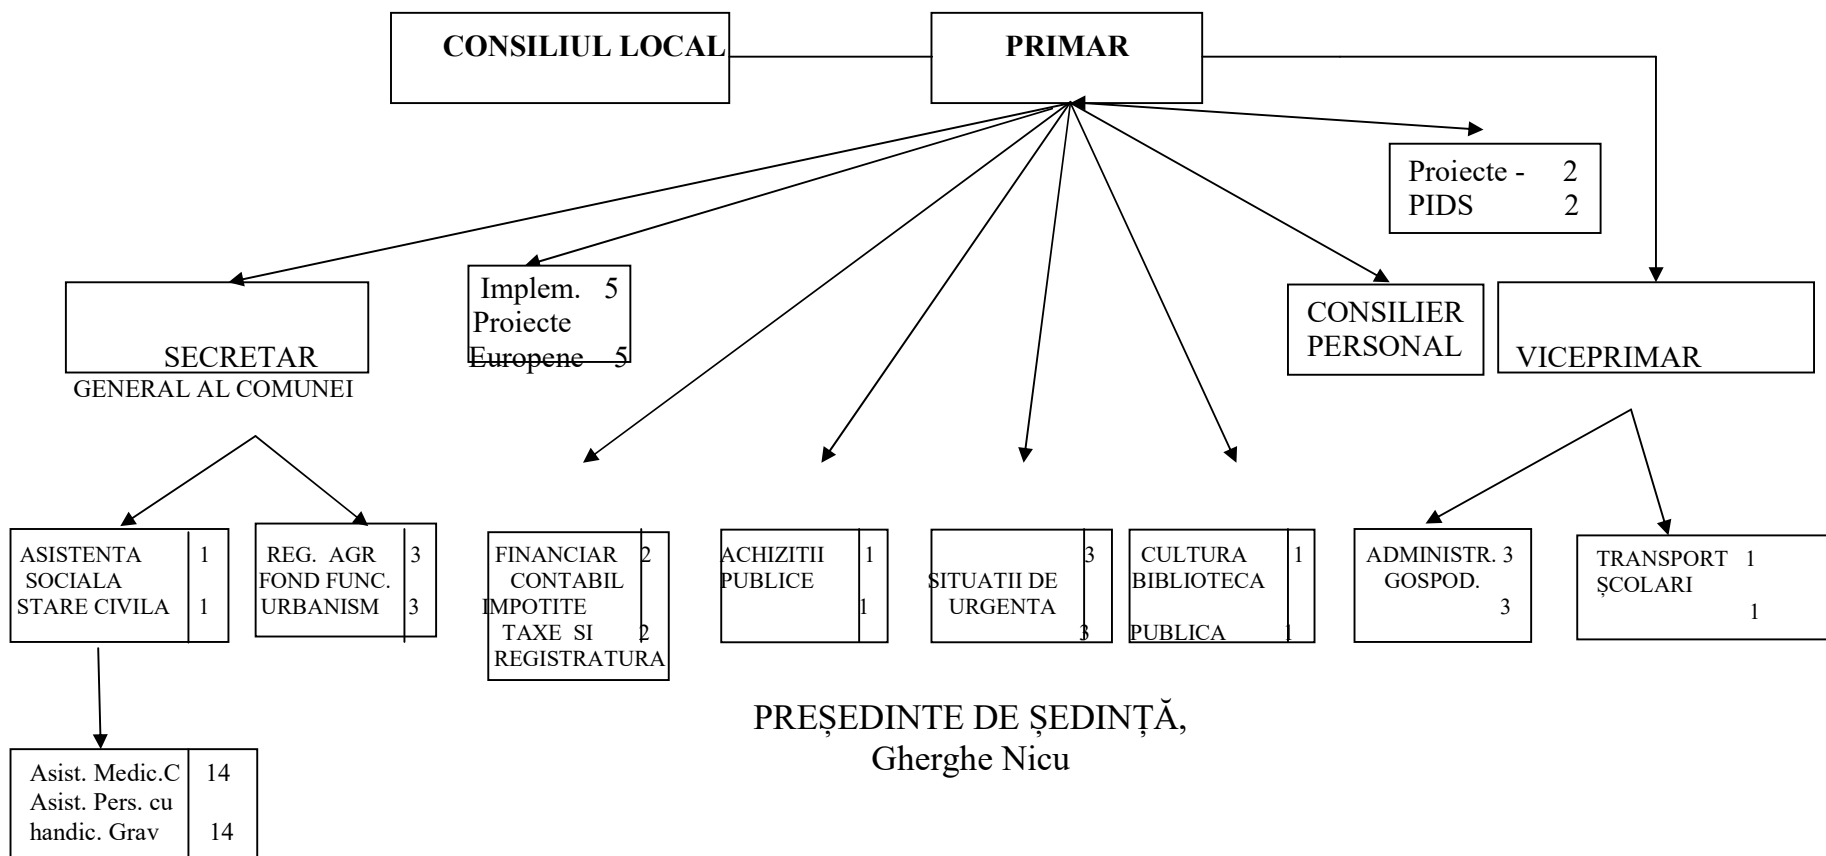 CONSILIUL LOCAL
PRIMAR
Proiecte - 2
PIDS 2
SECRETAR
GENERAL AL COMUNEI
Implem. 5
Proiecte
Europene 5
CONSILIER
PERSONAL
VICEPRIMAR
ASISTENTA 1
SOCIALA
STARE CIVILA 1
REG. AGR 3
FOND FUNC.
URBANISM 3
FINANCIAR 2
CONTABIL
IMPOTITE
TAXE SI 2
REGISTRATURA
ACHIZITII 1
PUBLICE
1
3
SITUATII DE
URGENTA
3
CULTURA 1
BIBLIOTECA
PUBLICA 1
ADMINISTR. 3
GOSPOD.
3
TRANSPORT 1
ȘCOLARI
1
Asist. Medic.C 14
Asist. Pers. cu
handic. Grav 14
PREȘEDINTE DE ȘEDINȚĂ,
Gherghe Nicu